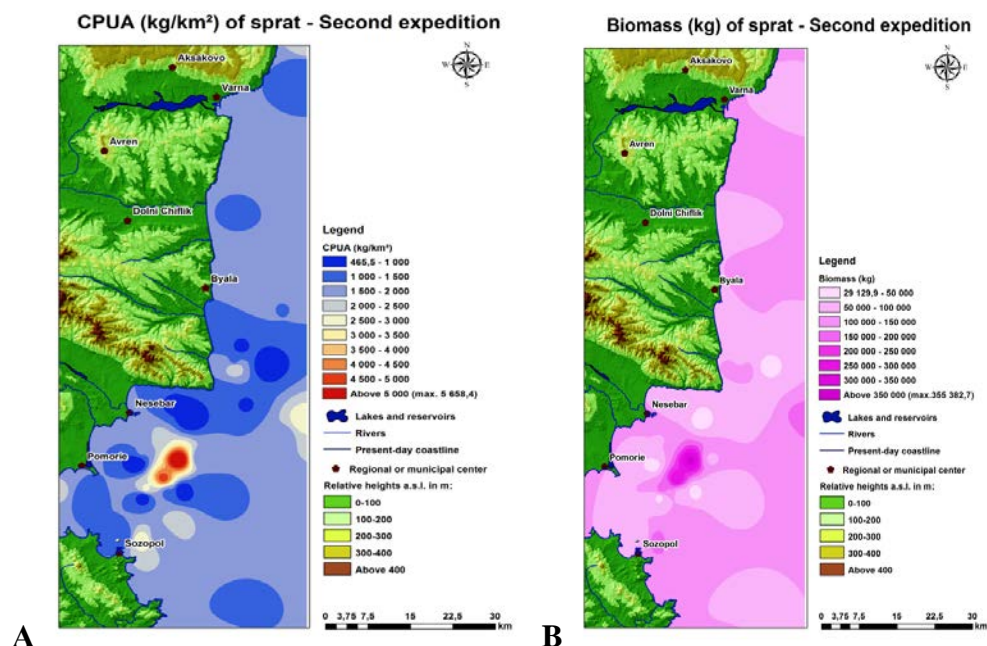 CPUA (kg/km²) of sprat - Second expedition
N
W E
S
Aksakovo
Varna
Avren
Dolni Chiflik
Byala
Nesebar
Pomorie
Sozopol
Legend
CPUA (kg/km²)
465,5 - 1 000
1 000 - 1 500
1 500 - 2 000
2 000 - 2 500
2 500 - 3 000
3 000 - 3 500
3 500 - 4 000
4 000 - 4 500
4 500 - 5 000
Above 5 000 (max. 5 658,4)
Lakes and reservoirs
Rivers
Present-day coastline
Regional or municipal center
Relative heights a.s.l. in m:
0-100
100-200
200-300
300-400
Above 400
0 3,75 7,5 15 22,5 30
km
A
Biomass (kg) of sprat - Second expedition
N
W E
S
Aksakovo
Varna
Avren
Dolni Chiflik
Byala
Nesebar
Pomorie
Sozopol
Legend
Biomass (kg)
29 129,9 - 50 000
50 000 - 100 000
100 000 - 150 000
150 000 - 200 000
200 000 - 250 000
250 000 - 300 000
300 000 - 350 000
Above 350 000 (max.355 382,7)
Lakes and reservoirs
Rivers
Present-day coastline
Regional or municipal center
Relative heights a.s.l. in m:
0-100
100-200
200-300
300-400
Above 400
0 3,75 7,5 15 22,5 30
km
B